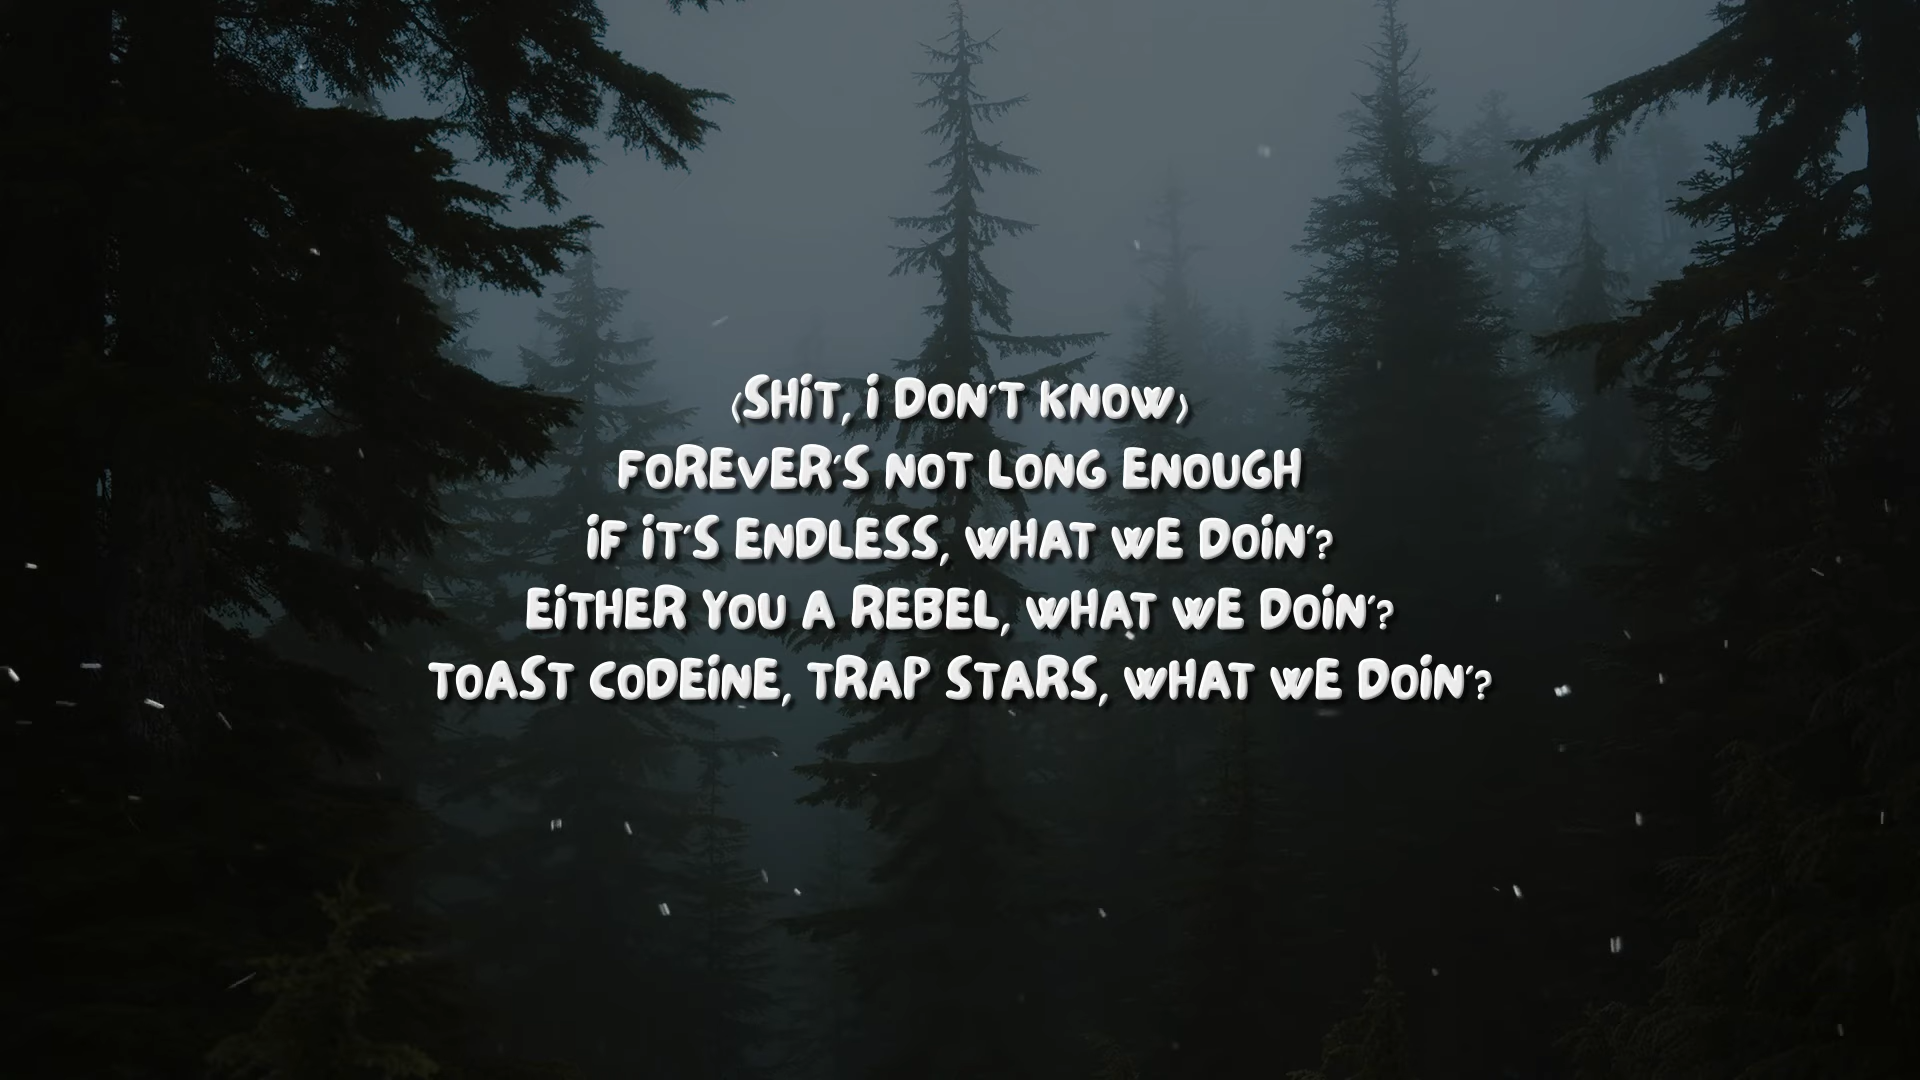 (SHIT, I DON'T KNOW)
FOREVER'S NOT LONG ENOUGH
IF IT'S ENDLESS, WHAT WE DOIN'?
EITHER YOU A REBEL, WHAT WE DOIN'?
TOAST CODEINE, TRAP STARS, WHAT WE DOIN'?